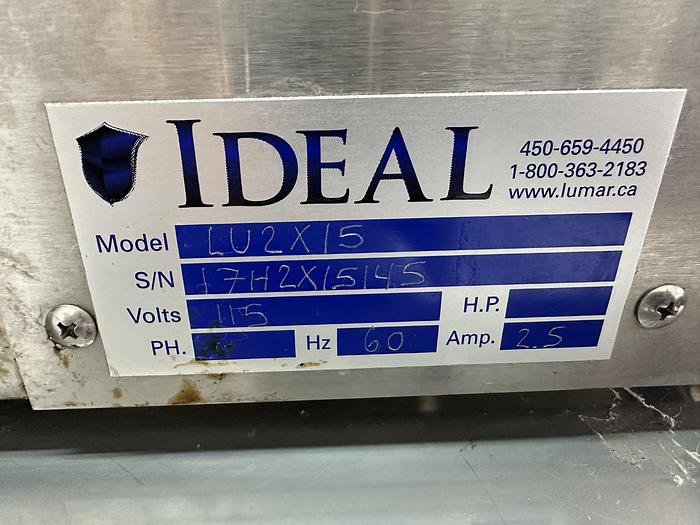 IDEAL
450-659-4450
1-800-363-2183
www.lumar.ca
Model LU2X15
S/N 17H2X15145
Volts 115 H.P.
PH. Hz 60 Amp. 2.5